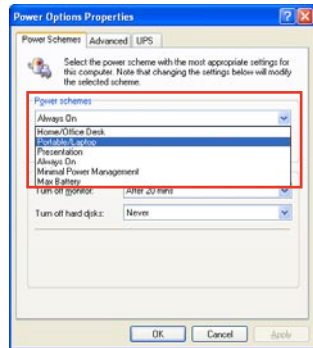 Power Options Properties
Power Schemes Advanced UPS
Select the power scheme with the most appropriate settings for
this computer. Note that changing the settings below will modify
the selected scheme.
Power schemes
Always On
Home/Office Desk
Portable/Laptop
Presentation
Always On
Minimal Power Management
Max Battery
Turn off monitor: After 20 mins
Turn off hard disks: Never
OK Cancel Apply